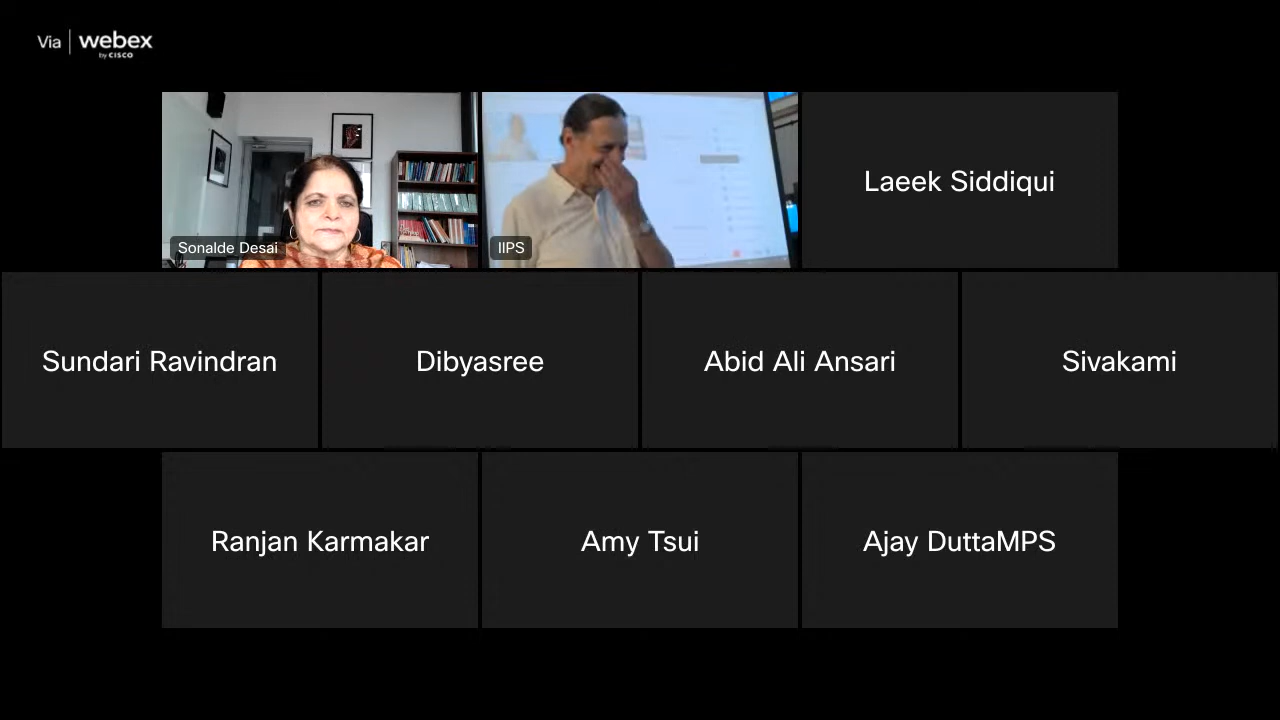 Via | webex
by CISCO
Sonalde Desai
IIPS
Laeek Siddiqui
Sundari Ravindran
Dibyasree
Abid Ali Ansari
Sivakami
Ranjan Karmakar
Amy Tsui
Ajay DuttaMPS